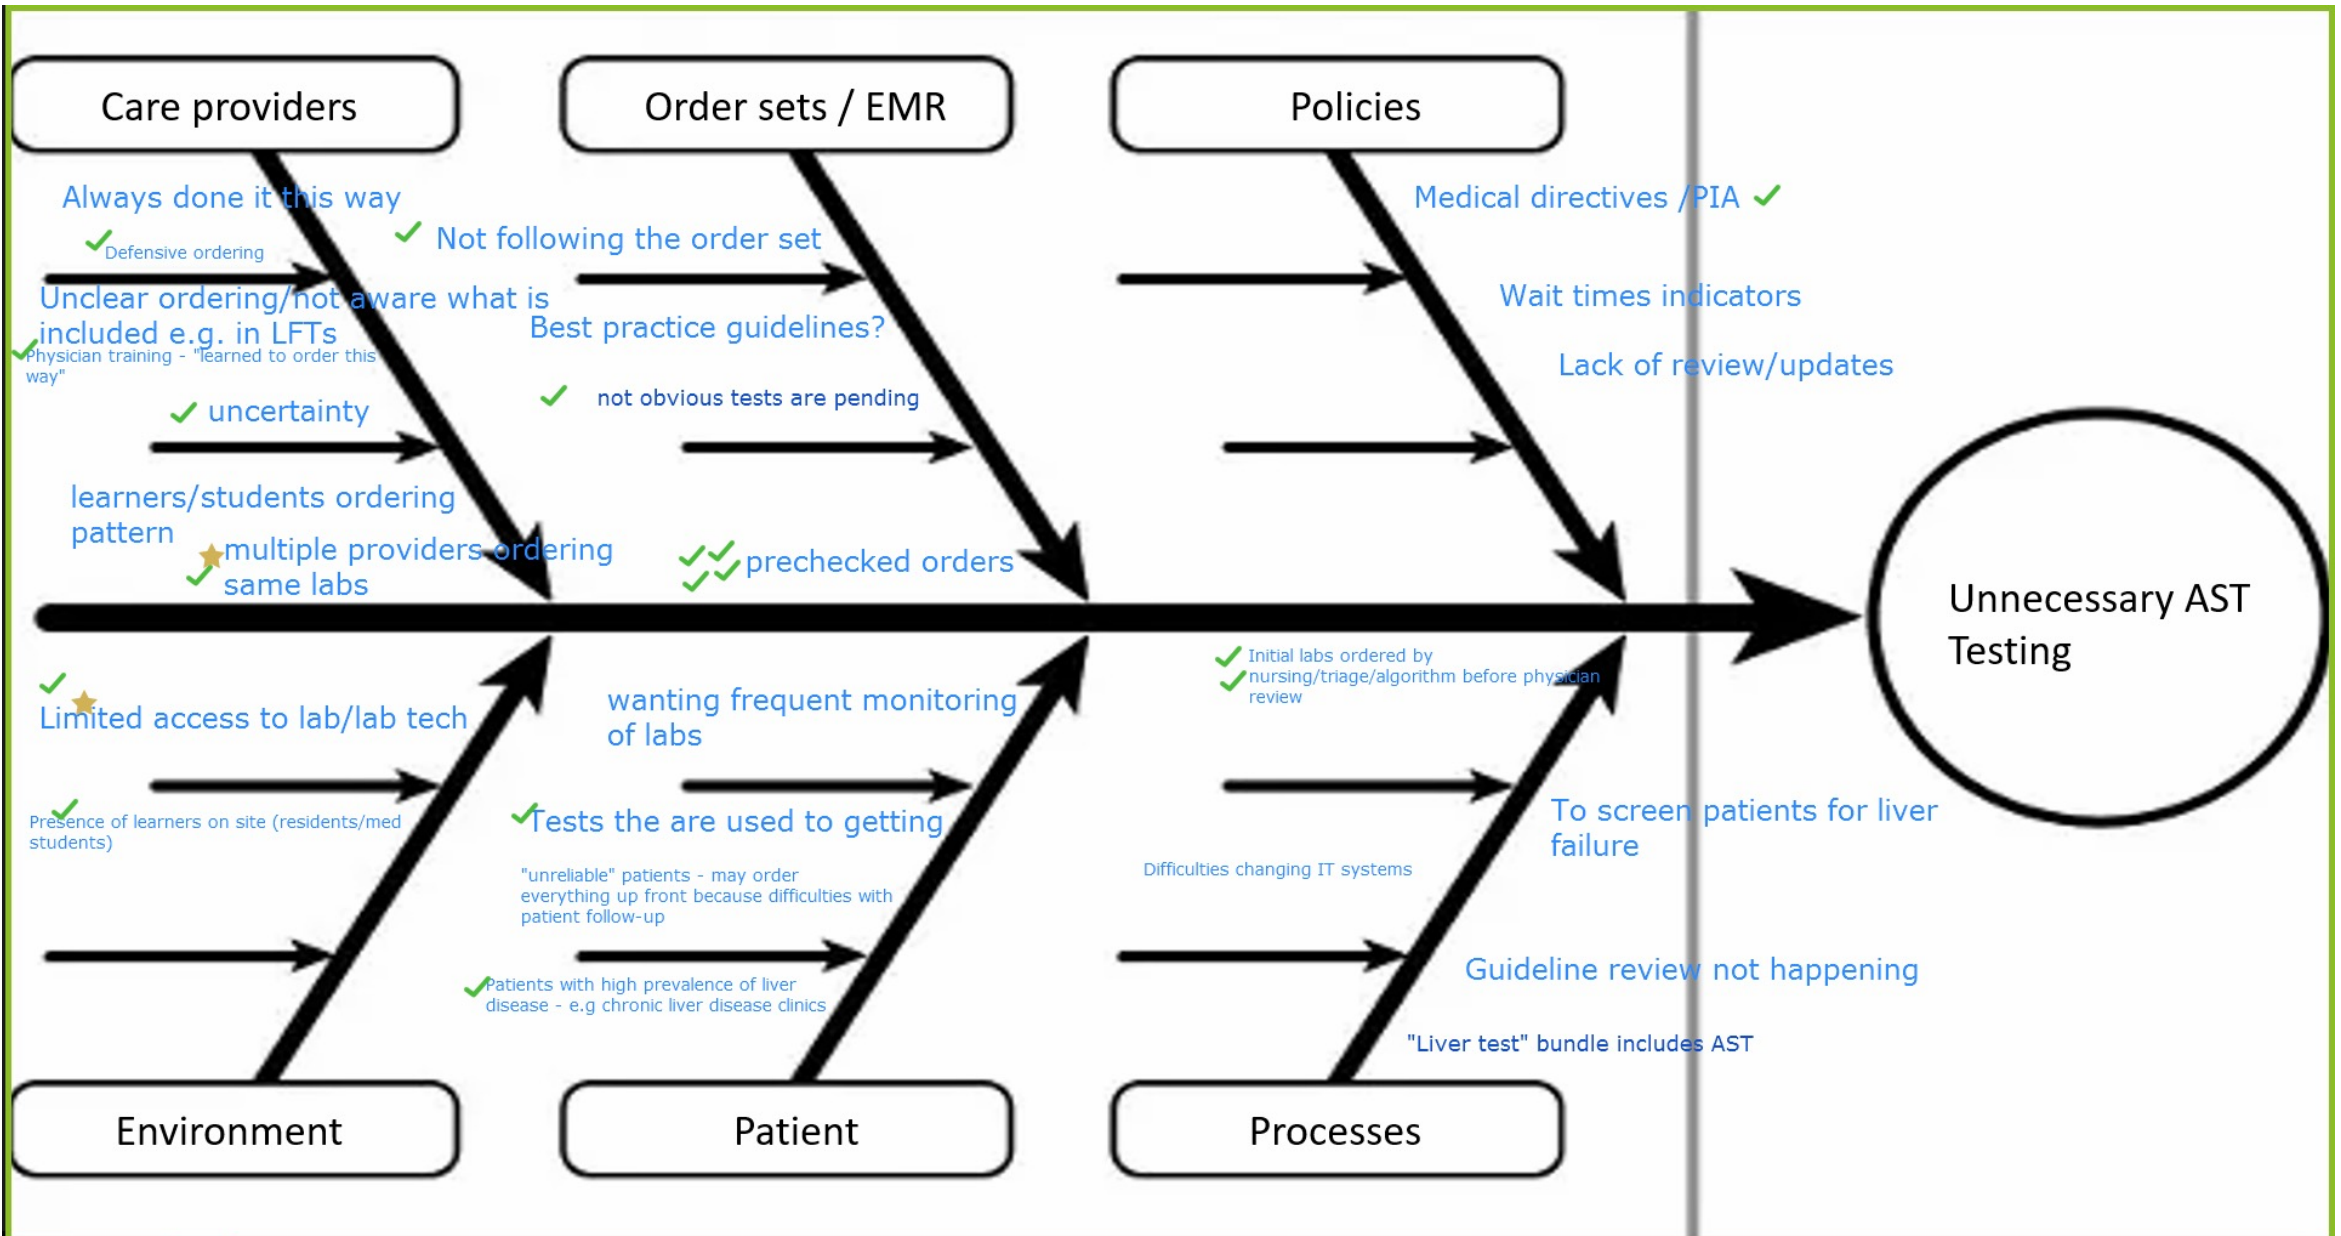 Care providers
Order sets / EMR
Policies
Always done it this way
Defensive ordering
Unclear ordering/not aware what is
included e.g. in LFTs
Physician training - "learned to order this
way"
uncertainty
learners/students ordering
pattern
multiple providers ordering
same labs
Not following the order set
Best practice guidelines?
not obvious tests are pending
prechecked orders
Medical directives /PIA
Wait times indicators
Lack of review/updates
Unnecessary AST
Testing
Limited access to lab/lab tech
Presence of learners on site (residents/med
students)
wanting frequent monitoring
of labs
Tests the are used to getting
"unreliable" patients - may order
everything up front because difficulties with
patient follow-up
Patients with high prevalence of liver
disease - e.g chronic liver disease clinics
Initial labs ordered by
nursing/triage/algorithm before physician
review
To screen patients for liver
failure
Difficulties changing IT systems
Guideline review not happening
"Liver test" bundle includes AST
Environment
Patient
Processes